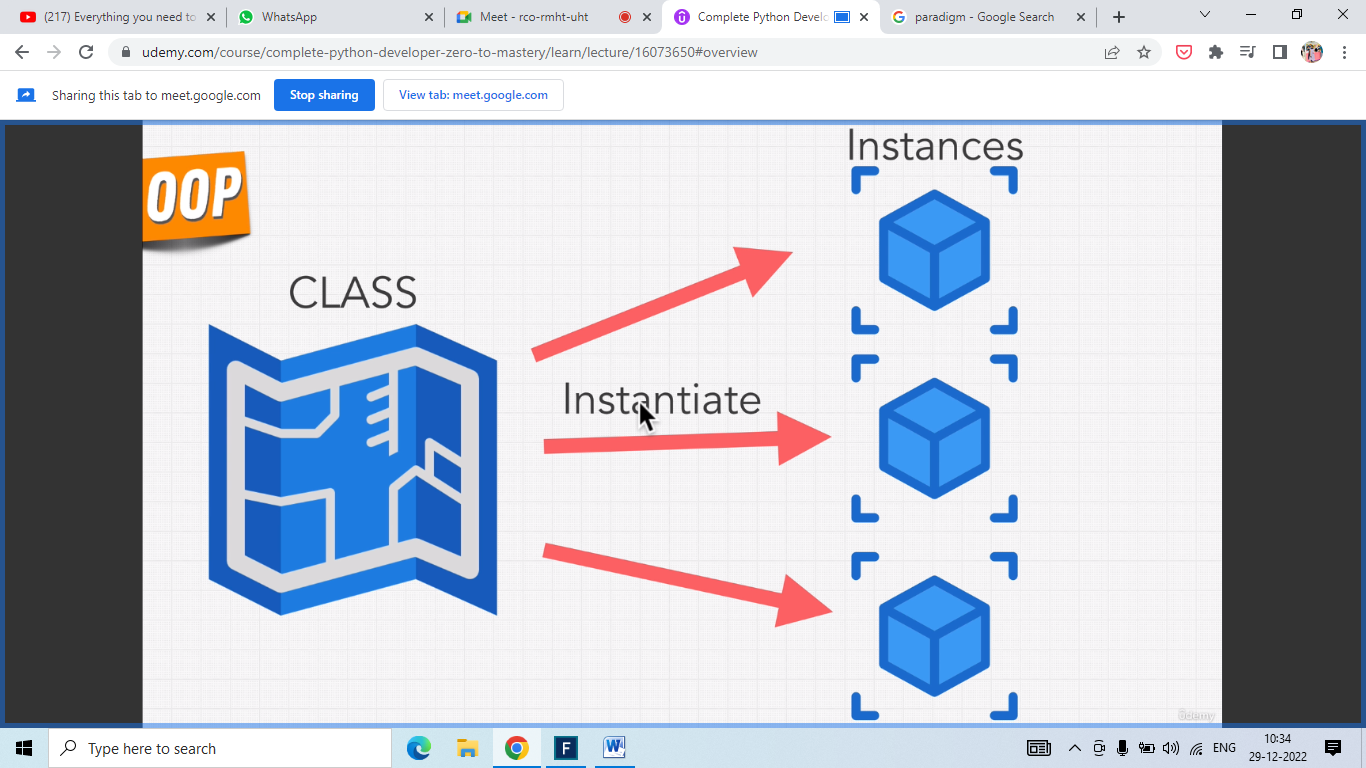 (217) Everything you need to
WhatsApp
Meet - rco-rmht-uht
Complete Python Develo
paradigm - Google Search
udemy.com/course/complete-python-developer-zero-to-mastery/learn/lecture/16073650#overview
Sharing this tab to meet.google.com
Stop sharing
View tab: meet.google.com
OOP
Instances
CLASS
Instantiate
ûdemy
Type here to search
F
W
ENG
10:34
29-12-2022